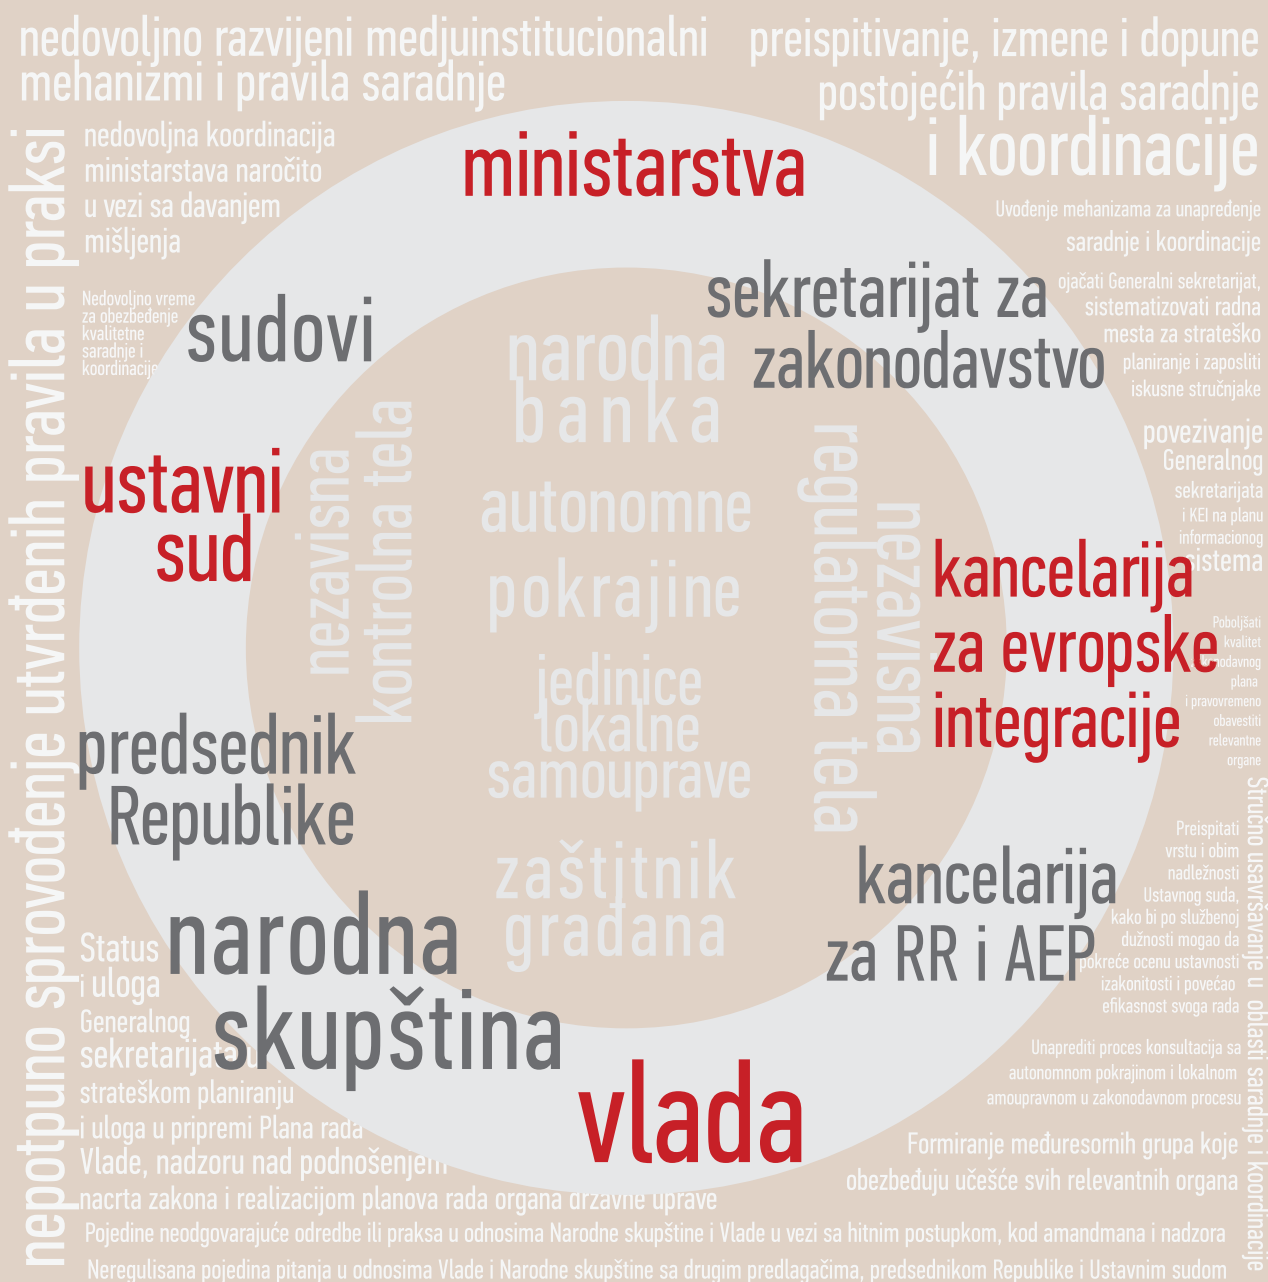 nedovoljno razvijeni medjuinstitucionalni
mehanizmi i pravila saradnje
preispitivanje, izmene i dopune
postojećih pravila saradnje
i koordinacije
nepotpuno sprovođenje utvrđenih pravila u praksi
nedovoljna koordinacija
ministarstava naročito
u vezi sa davanjem
mišljenja
Nedovoljno vreme
za obezbeđenje
kvalitetne
saradnje i
koordinacije
ministarstva
Uvođenje mehanizama za unapređenje
saradnje i koordinacije
ojačati Generalni sekretarijat,
sistematizovati radna
mesta za strateško
planiranje i zaposliti
iskusne stručnjake
sekretarijat za
zakonodavstvo
sudovi
ustavni
sud
narodna
banka
autonomne
pokrajine
jedinice
lokalne
samouprave
zaštitnik
građana
nezavisna
kontrolna tela
nezavisna
regulatorna tela
povezivanje
Generalnog
sekretarijata
i KEI na planu
informacionog
sistema
kancelarija
za evropske
integracije
Poboljšati
kvalitet
plana
i pravovremeno
obavestiti
relevantne
organe
predsednik
Republike
kancelarija
za RR i AEP
Preispitati
vrstu i obim
nadležnosti
Ustavnog suda,
kako bi po službenoj
dužnosti mogao da
pokreće ocenu ustavnosti
izakonitosti i povećao
efikasnost svoga rada
Stručno usavršavanje u oblasti saradnje i koordinacije
narodna
skupština
vlada
Status
i uloga
Generalnog
sekretarijata u
strateškom planiranju
i uloga u pripremi Plana rada
Vlade, nadzoru nad podnošenjem
nacrta zakona i realizacijom planova rada organa državne uprave
Unaprediti proces konsultacija sa
autonomnom pokrajinom i lokalnom
amoupravnom u zakonodavnom procesu
Formiranje međuresornih grupa koje
obezbeđuju učešće svih relevantnih organa
Pojedine neodgovarajuće odredbe ili praksa u odnosima Narodne skupštine i Vlade u vezi sa hitnim postupkom, kod amandmana i nadzora
Neregulisana pojedina pitanja u odnosima Vlade i Narodne skupštine sa drugim predlagačima, predsednikom Republike i Ustavnim sudom